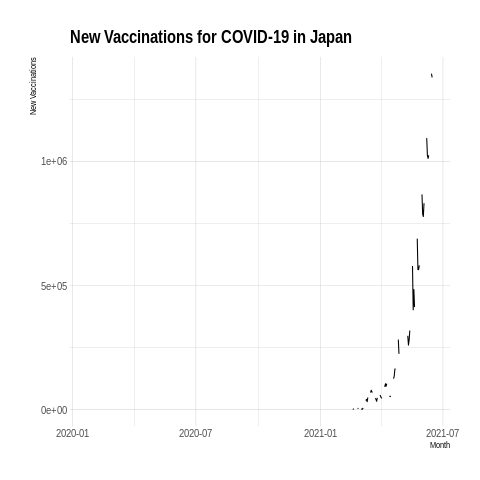 New Vaccinations for COVID-19 in Japan
New Vaccinations
1e+06
5e+05
0e+00
2020-01 2020-07 2021-01 2021-07
Month